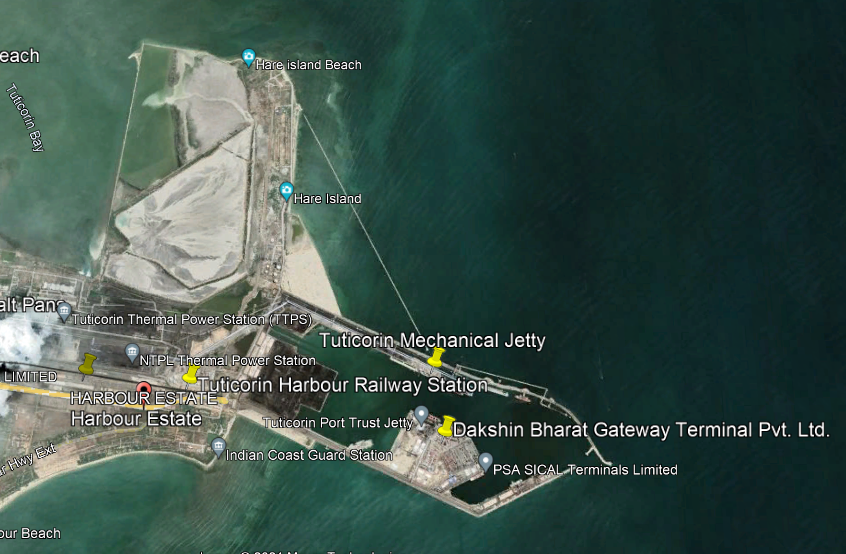 each
Hare island Beach
Tuticorin Bay
Hare Island
alt Pans
Tuticorin Thermal Power Station (TTPS)
Tuticorin Mechanical Jetty
NTPL Thermal Power Station
LIMITED
Tuticorin Harbour Railway Station
HARBOUR ESTATE
Harbour Estate
Tuticorin Port Trust Jetty
Dakshin Bharat Gateway Terminal Pvt. Ltd.
Indian Coast Guard Station
ur Hwy Ext
PSA SICAL Terminals Limited
our Beach